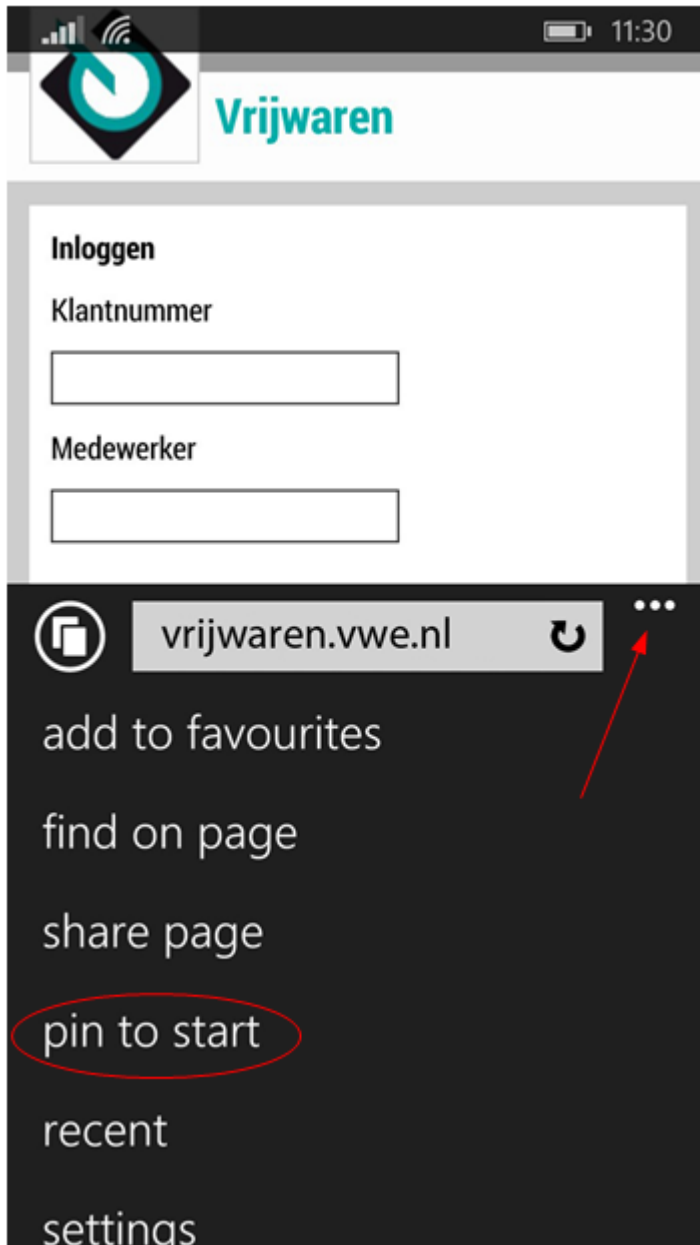 11:30
Vrijwaren
Inloggen
Klantnummer
Medewerker
vrijwaren.vwe.nl
add to favourites
find on page
share page
pin to start
recent
settings